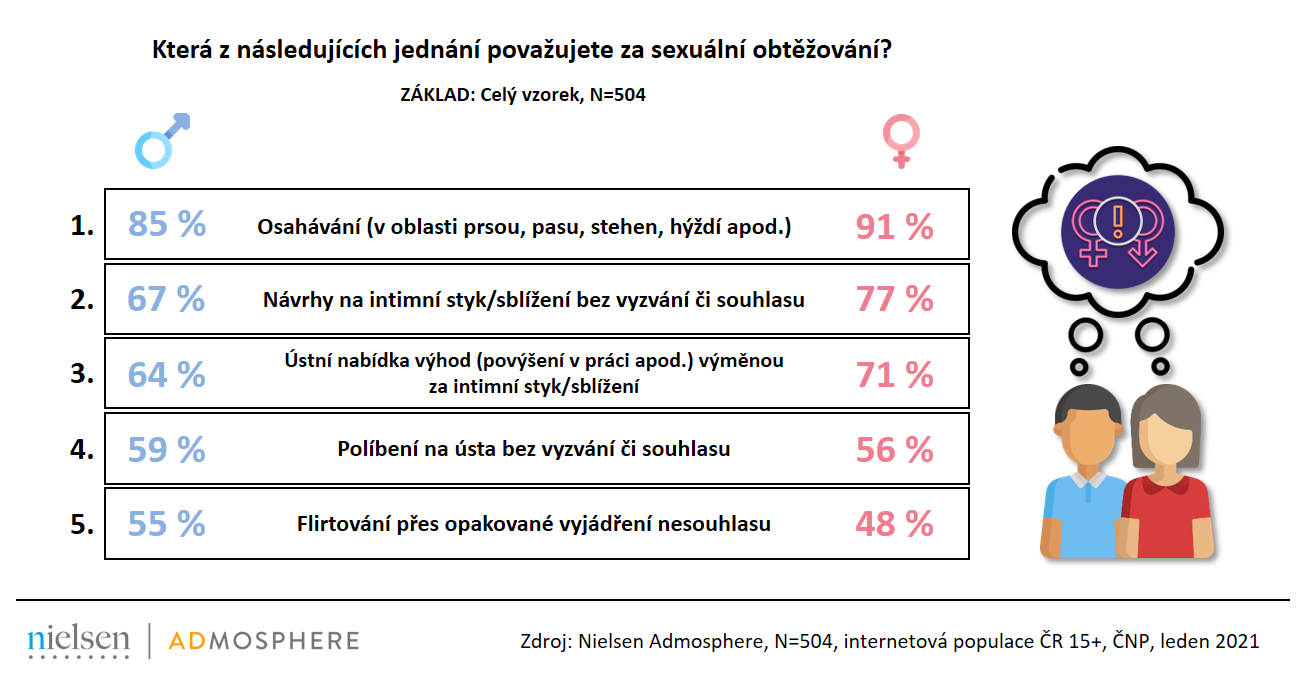 Která z následujících jednání považujete za sexuální obtěžování?
ZÁKLAD: Celý vzorek, N=504
1. 85 % Osahávání (v oblasti prsou, pasu, stehen, hýždí apod.) 91 %
2. 67 % Návrhy na intimní styk/sblížení bez vyzvání či souhlasu 77 %
3. 64 % Ústní nabídka výhod (povýšení v práci apod.) výměnou
za intimní styk/sblížení 71 %
4. 59 % Políbení na ústa bez vyzvání či souhlasu 56 %
5. 55 % Flirtování přes opakované vyjádření nesouhlasu 48 %
nielsen | ADMOSPHERE Zdroj: Nielsen Admosphere, N=504, internetová populace ČR 15+, ČNP, leden 2021